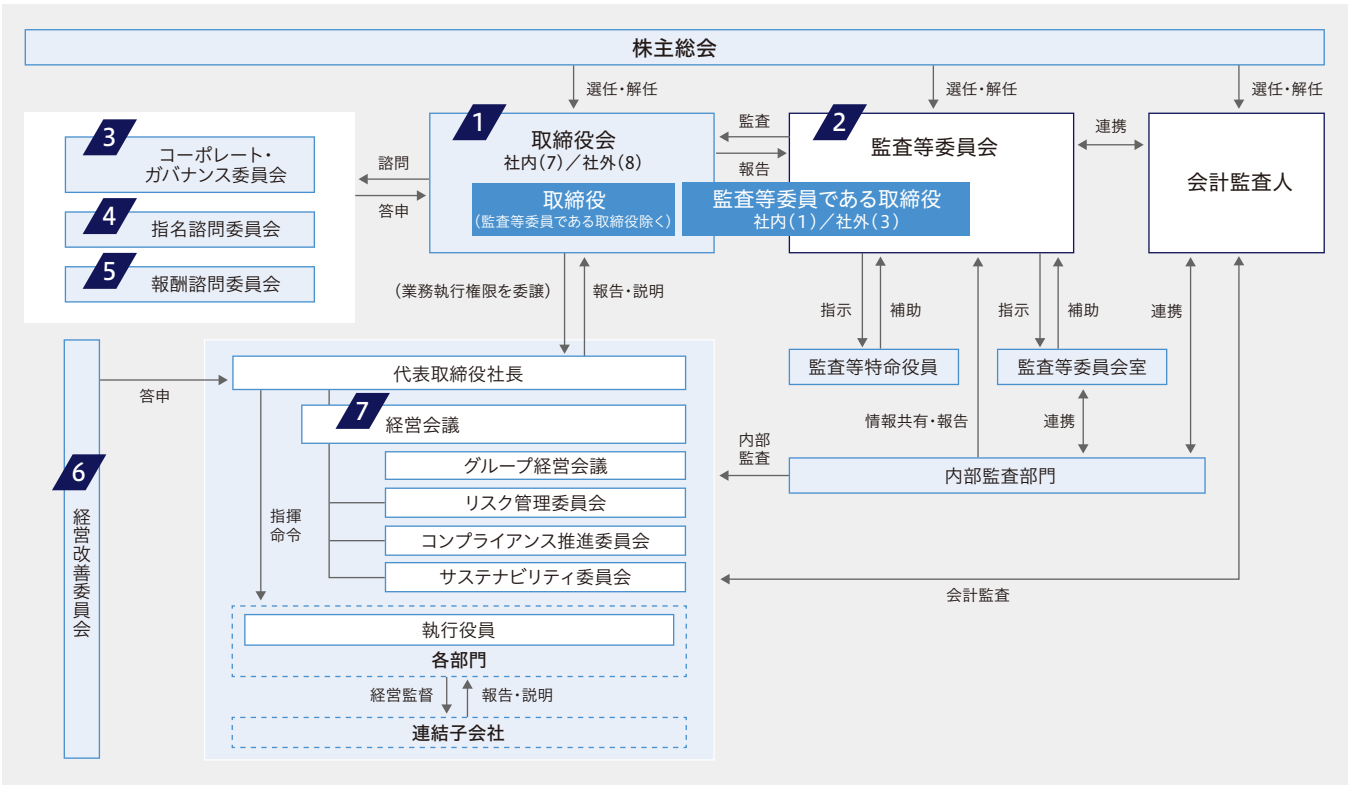 株主総会
選任・解任
選任・解任
選任・解任
1
取締役会
社内(7)／社外(8)
取締役
(監査等委員である取締役除く)
監査
報告
2
監査等委員会
監査等委員である取締役
社内(1)／社外(3)
連携
会計監査人
3
コーポレート・
ガバナンス委員会
4
指名諮問委員会
5
報酬諮問委員会
諮問
答申
(業務執行権限を委譲)
報告・説明
指示
補助
指示
補助
連携
監査等特命役員
監査等委員会室
情報共有・報告
連携
内部
監査
内部監査部門
会計監査
6
経営改善委員会
答申
代表取締役社長
7
経営会議
グループ経営会議
リスク管理委員会
コンプライアンス推進委員会
サステナビリティ委員会
指揮
命令
執行役員
各部門
経営監督
報告・説明
連結子会社